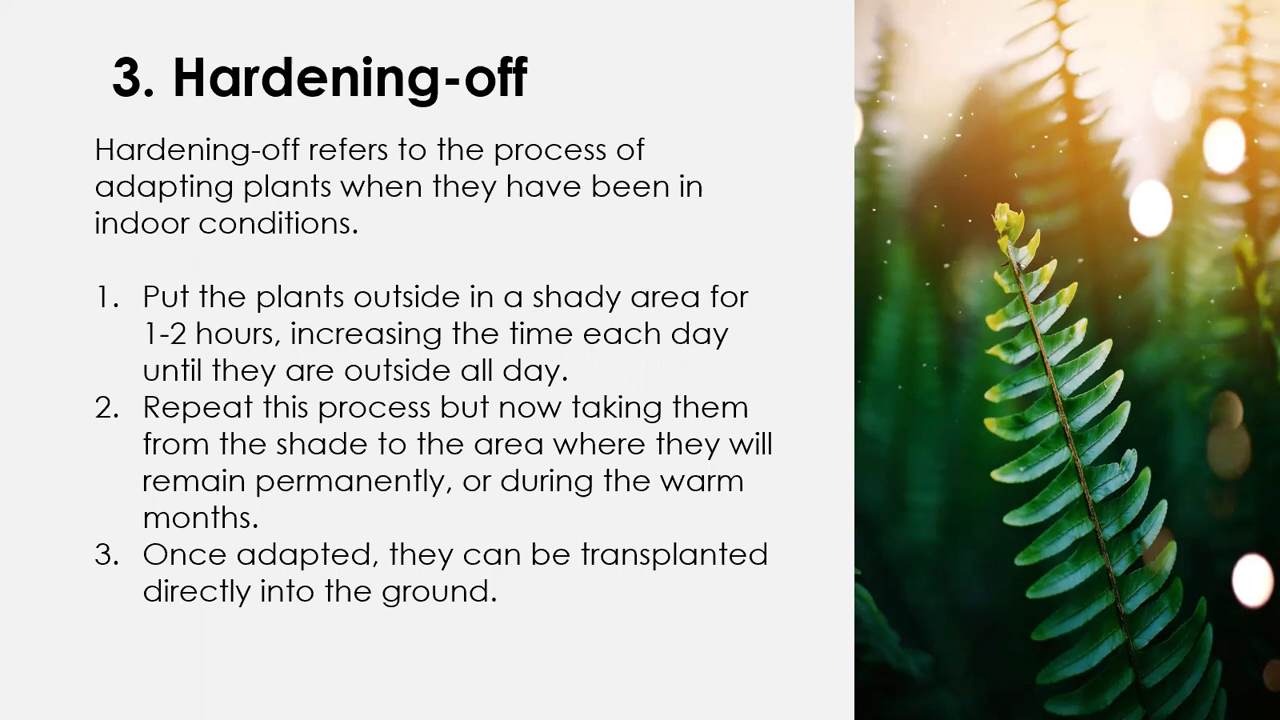 3. Hardening-off
Hardening-off refers to the process of
adapting plants when they have been in
indoor conditions.
1. Put the plants outside in a shady area for
1-2 hours, increasing the time each day
until they are outside all day.
2. Repeat this process but now taking them
from the shade to the area where they will
remain permanently, or during the warm
months.
3. Once adapted, they can be transplanted
directly into the ground.